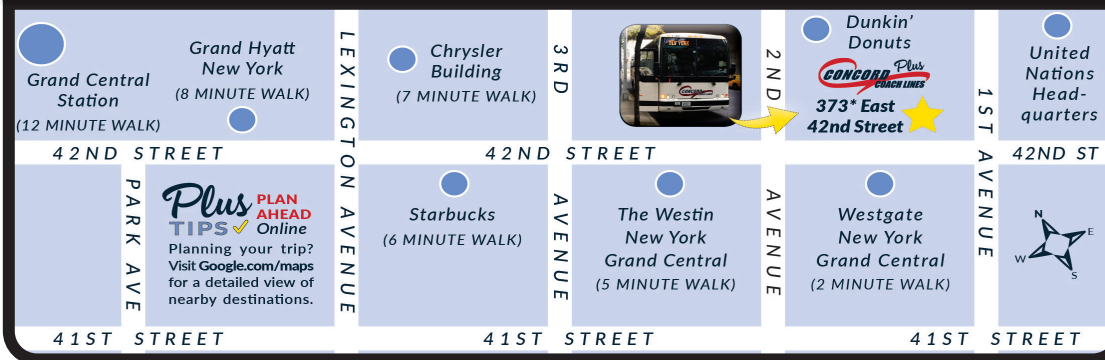 Grand Central
Station
(12 MINUTE WALK)
Grand Hyatt
New York
(8 MINUTE WALK)
LEXINGTON AVENUE
Chrysler
Building
(7 MINUTE WALK)
3RD AVENUE
CONCORD
2ND AVENUE
Dunkin'
Donuts
CONCORD Plus
COACH LINES
373* East
42nd Street
1ST AVENUE
United
Nations
Head-
quarters
42ND STREET
42ND STREET
42ND ST
PARK AVE
Plus
TIPS
PLAN
AHEAD
Online
Planning your trip?
Visit Google.com/maps
for a detailed view of
nearby destinations.
Starbucks
(6 MINUTE WALK)
The Westin
New York
Grand Central
(5 MINUTE WALK)
Westgate
New York
Grand Central
(2 MINUTE WALK)
N
E
W
S
41ST STREET
41ST STREET
41ST STREET